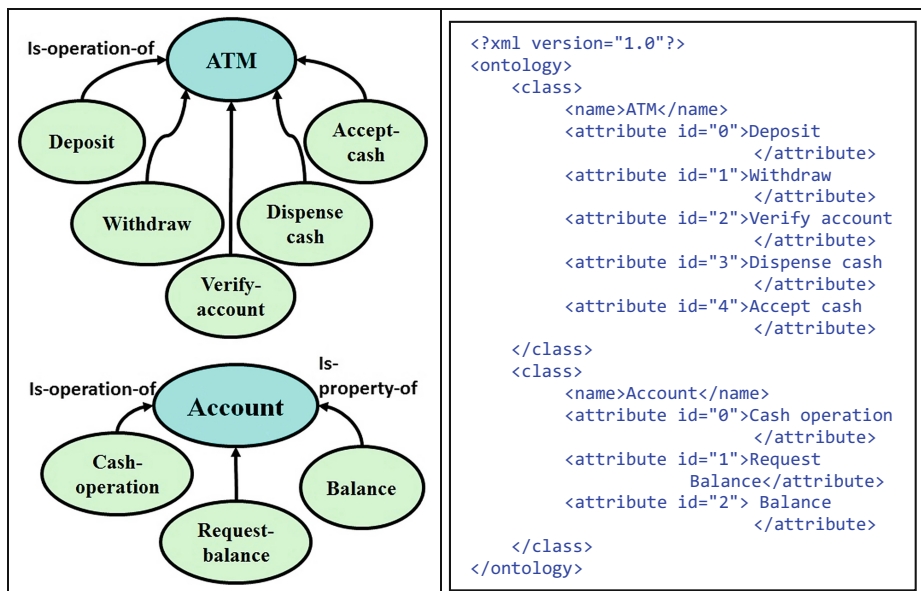 Is-operation-of
ATM
Deposit
Accept-
cash
Withdraw
Dispense
cash
Verify-
account
Is-operation-of
Is-
property-of
Account
Cash-
operation
Balance
Request-
balance
<?xml version="1.0"?>
<ontology>
<class>
<name>ATM</name>
<attribute id="0">Deposit
</attribute>
<attribute id="1">Withdraw
</attribute>
<attribute id="2">Verify account
</attribute>
<attribute id="3">Dispense cash
</attribute>
<attribute id="4">Accept cash
</attribute>
</class>
<class>
<name>Account</name>
<attribute id="0">Cash operation
</attribute>
<attribute id="1">Request
Balance</attribute>
<attribute id="2"> Balance
</attribute>
</class>
</ontology>